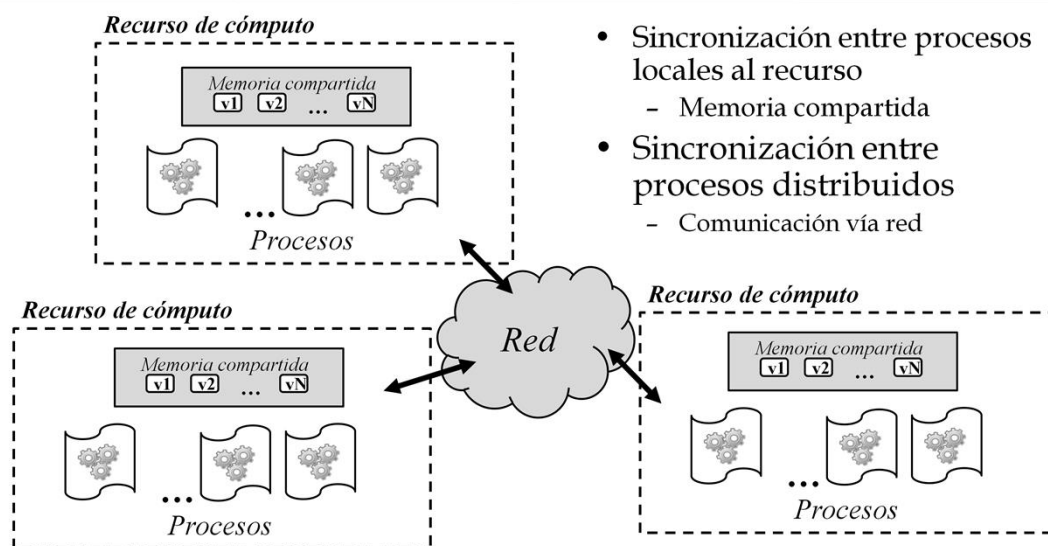 Recurso de cómputo
Memoria compartida
v1 v2 ... vN
...
Procesos
• Sincronización entre procesos
locales al recurso
– Memoria compartida
• Sincronización entre
procesos distribuidos
– Comunicación vía red
Recurso de cómputo
Memoria compartida
v1 v2 ... vN
...
Procesos
Red
Recurso de cómputo
Memoria compartida
v1 v2 ... vN
...
Procesos